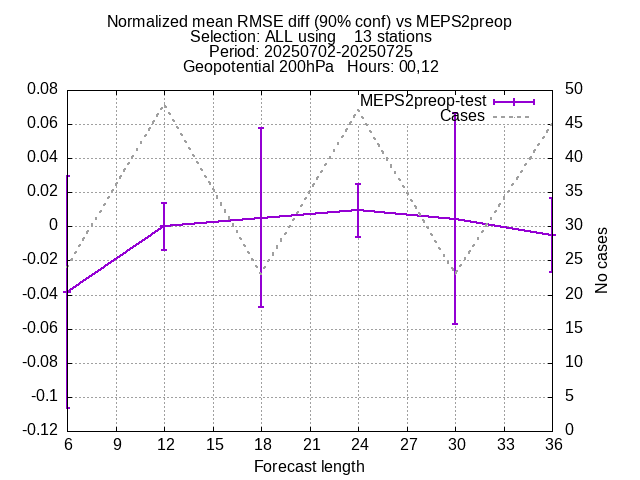 Normalized mean RMSE diff (90% conf) vs MEPS2preop
Selection: ALL using    13 stations
Period: 20250702-20250725
Geopotential 200hPa   Hours: 00,12
MEPS2preop-test
Cases
0.08
0.06
0.04
0.02
0
-0.02
-0.04
-0.06
-0.08
-0.1
-0.12
50
45
40
35
30
25
20
15
10
5
0
No cases
6 9 12 15 18 21 24 27 30 33 36
Forecast length